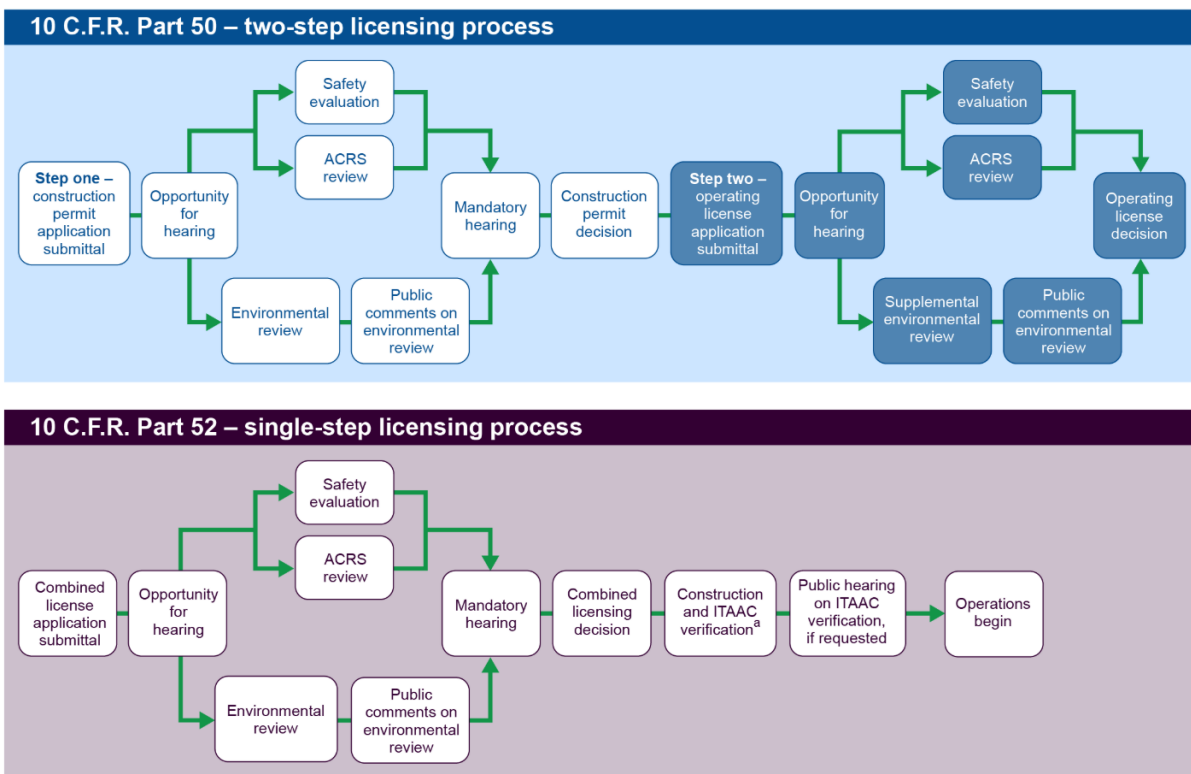 10 C.F.R. Part 50 – two-step licensing process
Step one –
construction
permit
application
submittal
Opportunity
for
hearing
Safety
evaluation
ACRS
review
Environmental
review
Public
comments on
environmental
review
Mandatory
hearing
Construction
permit
decision
Step two –
operating
license
application
submittal
Opportunity
for
hearing
Safety
evaluation
ACRS
review
Supplemental
environmental
review
Public
comments on
environmental
review
Operating
license
decision
10 C.F.R. Part 52 – single-step licensing process
Combined
license
application
submittal
Opportunity
for
hearing
Safety
evaluation
ACRS
review
Environmental
review
Public
comments on
environmental
review
Mandatory
hearing
Combined
licensing
decision
Construction
and ITAAC
verificationᵃ
Public hearing
on ITAAC
verification,
if requested
Operations
begin